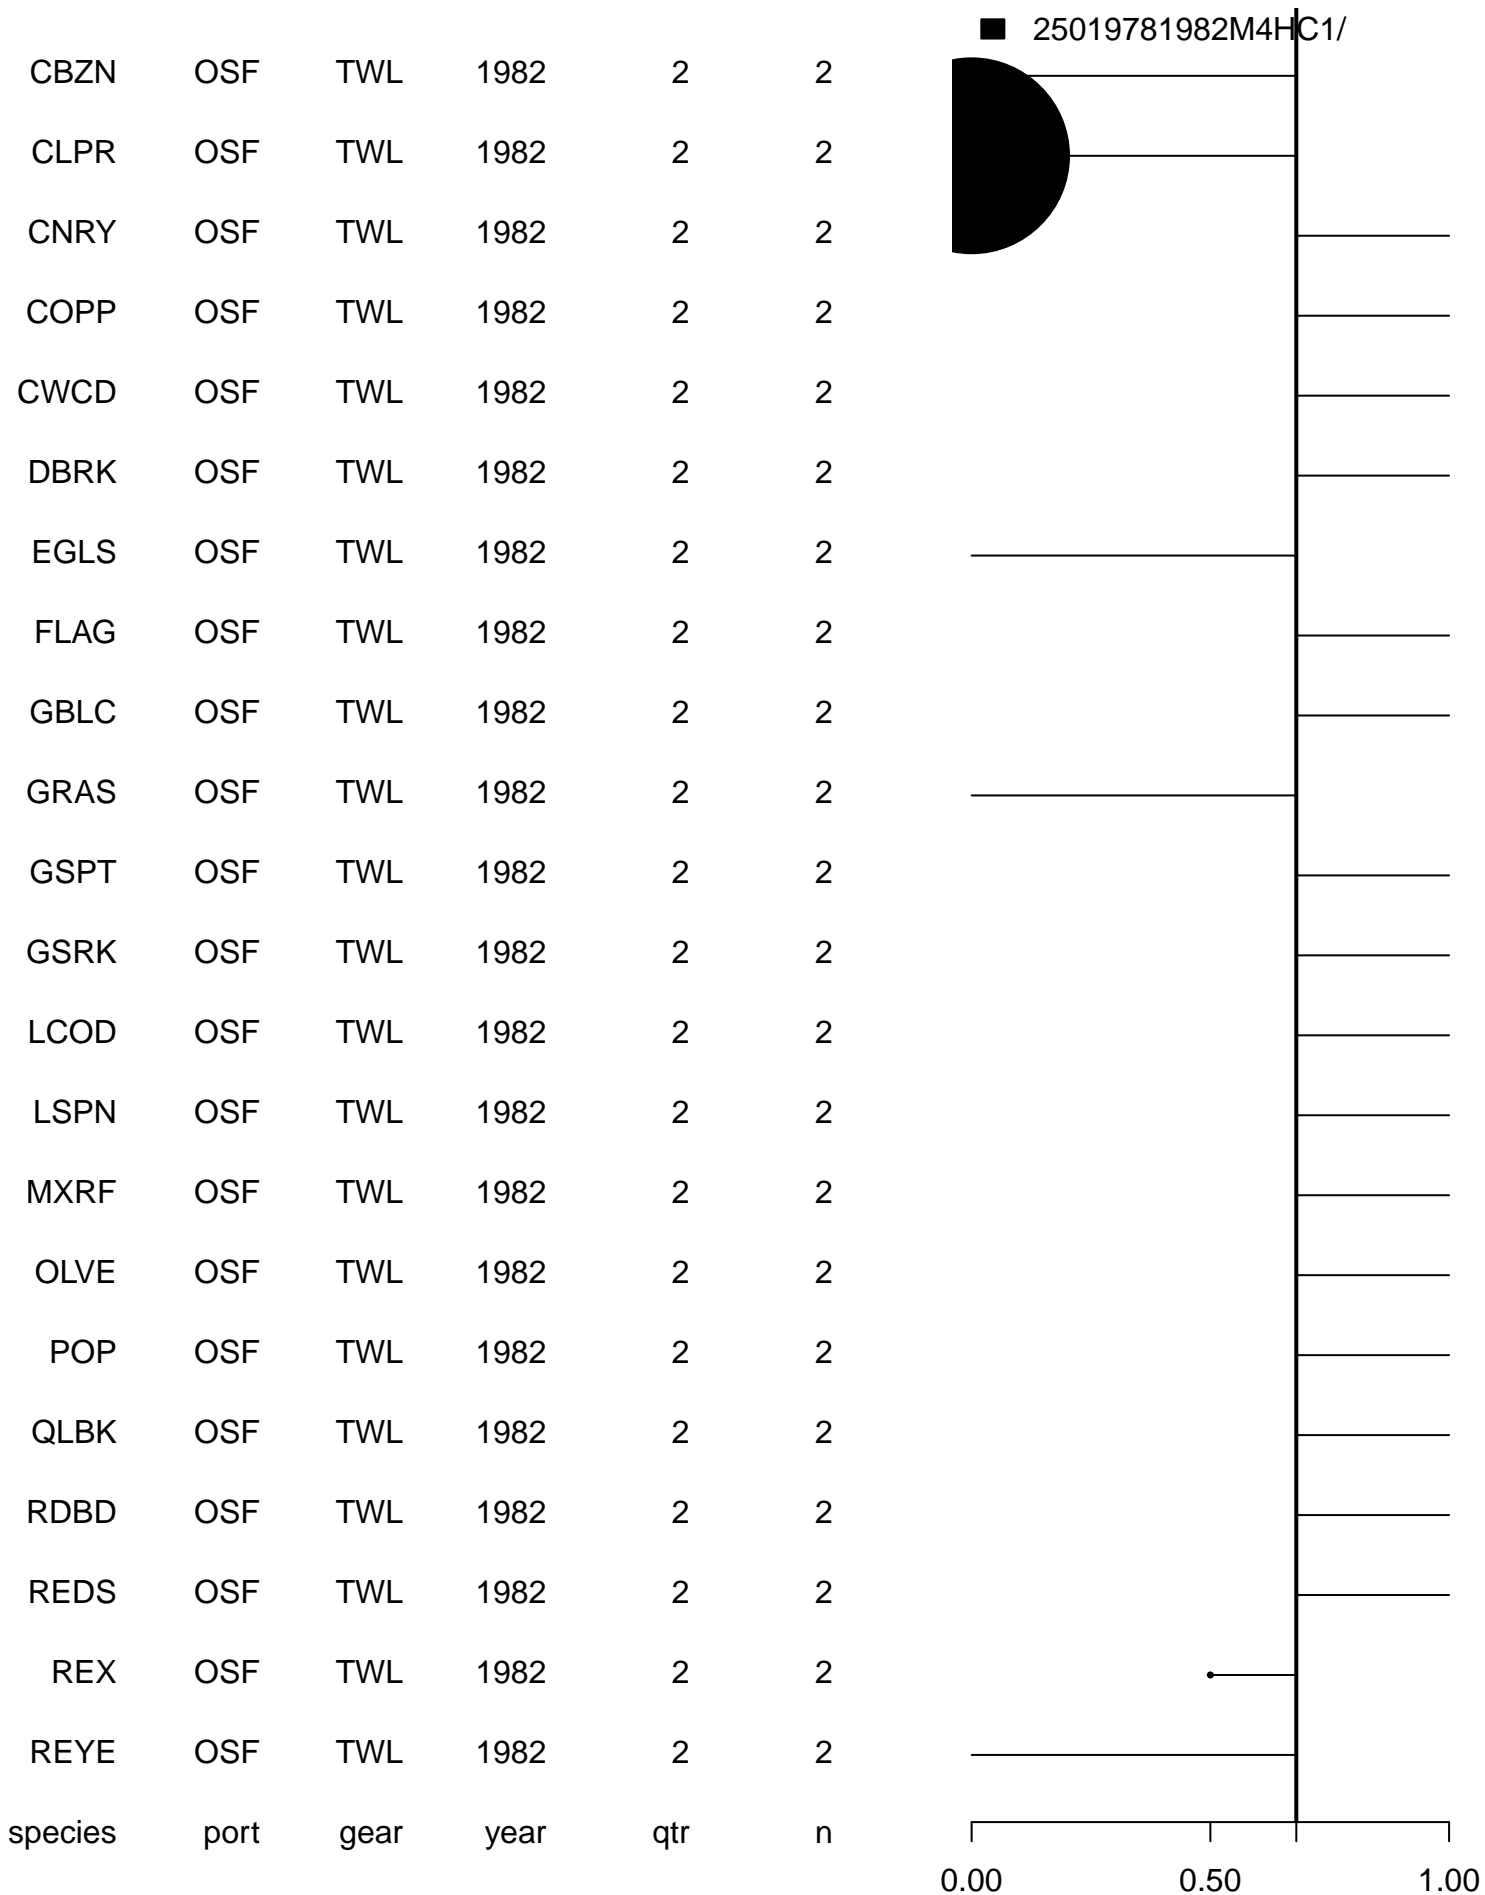 25019781982M4HC1/
CBZN OSF TWL 1982 2 2
CLPR OSF TWL 1982 2 2
CNRY OSF TWL 1982 2 2
COPP OSF TWL 1982 2 2
CWCD OSF TWL 1982 2 2
DBRK OSF TWL 1982 2 2
EGLS OSF TWL 1982 2 2
FLAG OSF TWL 1982 2 2
GBLC OSF TWL 1982 2 2
GRAS OSF TWL 1982 2 2
GSPT OSF TWL 1982 2 2
GSRK OSF TWL 1982 2 2
LCOD OSF TWL 1982 2 2
LSPN OSF TWL 1982 2 2
MXRF OSF TWL 1982 2 2
OLVE OSF TWL 1982 2 2
POP OSF TWL 1982 2 2
QLBK OSF TWL 1982 2 2
RDBD OSF TWL 1982 2 2
REDS OSF TWL 1982 2 2
REX OSF TWL 1982 2 2
REYE OSF TWL 1982 2 2
species port gear year qtr n
0.00 0.50 1.00